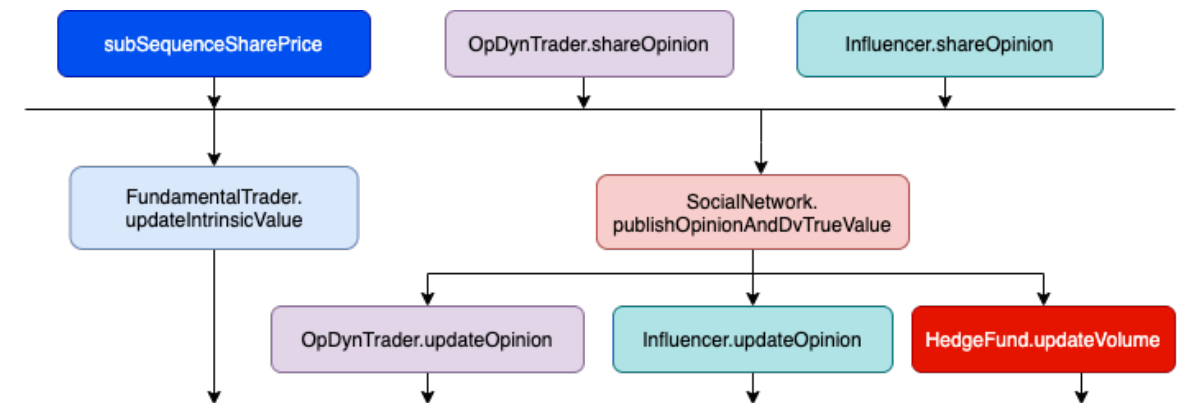 subSequenceSharePrice
OpDynTrader.shareOpinion
Influencer.shareOpinion
FundamentalTrader.
updateIntrinsicValue
SocialNetwork.
publishOpinionAndDvTrueValue
OpDynTrader.updateOpinion
Influencer.updateOpinion
HedgeFund.updateVolume